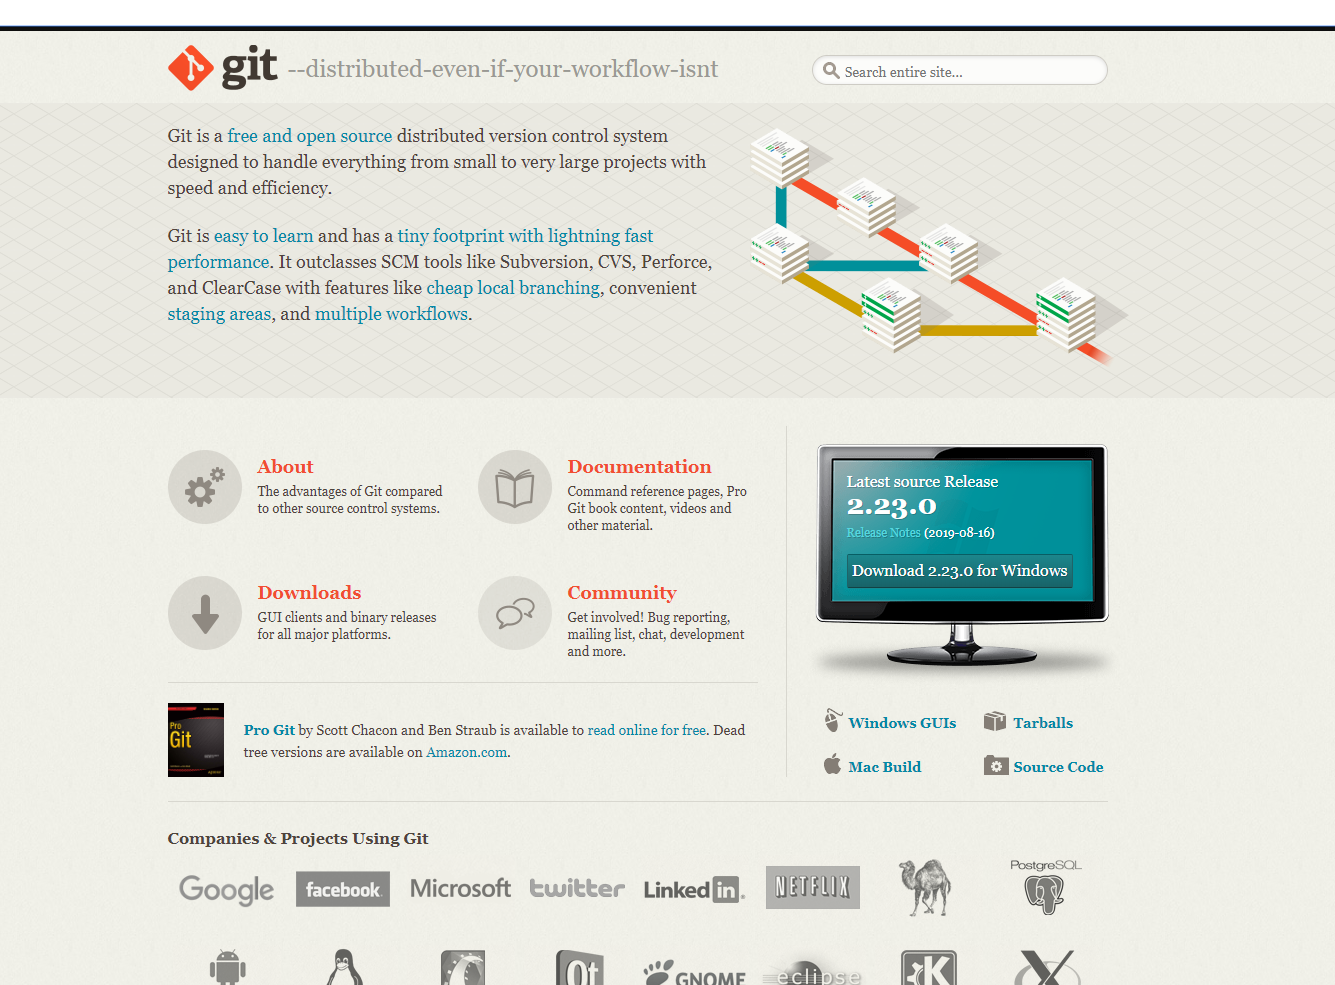 git --distributed-even-if-your-workflow-isnt
Search entire site...
Git is a free and open source distributed version control system
designed to handle everything from small to very large projects with
speed and efficiency.
Git is easy to learn and has a tiny footprint with lightning fast
performance. It outclasses SCM tools like Subversion, CVS, Perforce,
and ClearCase with features like cheap local branching, convenient
staging areas, and multiple workflows.
About
The advantages of Git compared
to other source control systems.
Documentation
Command reference pages, Pro
Git book content, videos and
other material.
Downloads
GUI clients and binary releases
for all major platforms.
Community
Get involved! Bug reporting,
mailing list, chat, development
and more.
Pro
Git
Pro Git by Scott Chacon and Ben Straub is available to read online for free. Dead
tree versions are available on Amazon.com.
Latest source Release
2.23.0
Release Notes (2019-08-16)
Download 2.23.0 for Windows
Windows GUIs
Tarballs
Mac Build
Source Code
Companies & Projects Using Git
Google facebook Microsoft twitter Linked in NETFLIX PostgreSQL
Qt GNOME eclipse K X